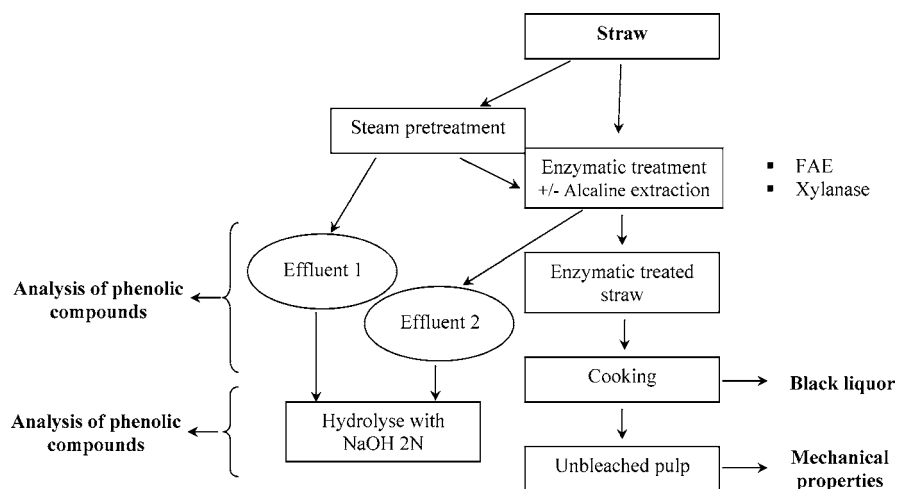 Straw
Steam pretreatment
Enzymatic treatment
+/- Alcaline extraction
▪ FAE
▪ Xylanase
Effluent 1
Enzymatic treated
straw
Analysis of phenolic
compounds
Effluent 2
Cooking
Black liquor
Analysis of phenolic
compounds
Hydrolyse with
NaOH 2N
Unbleached pulp
Mechanical
properties